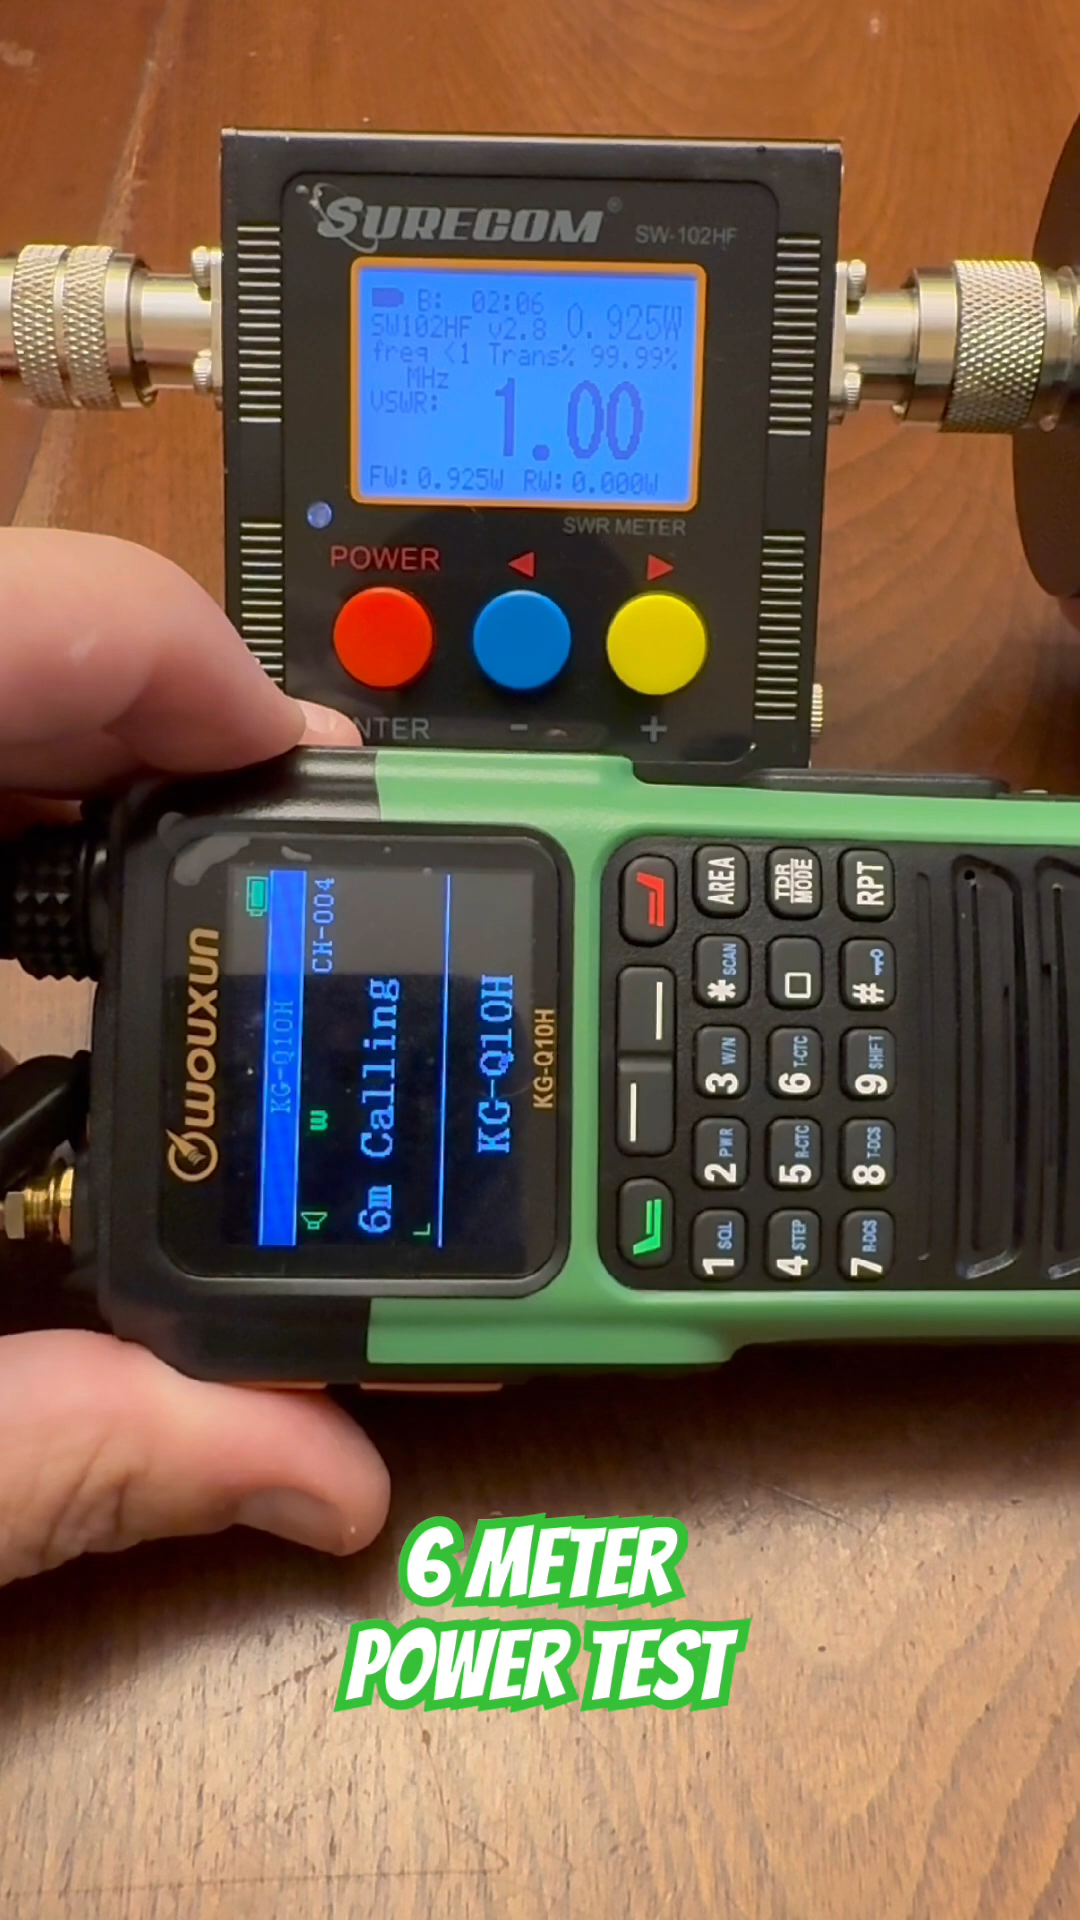 SURECOM® SW-102HF
B: 02:06
SW102HF v2.8 0.925W
freq <1 Trans% 99.99%
MHz
VSWR: 1.00
FW: 0.925W RW: 0.000W
SWR METER
POWER ◀ ▶
NTER - +
WOUXUN
KG-Q10H
W CH-004
6m Calling
L
KG-Q10H
KG-Q10H
AREA TDR MODE RPT
* SCAN # 
3 W/N 6 T-CTC 9 SHIFT
2 PWR 5 R-CTC 8 T-DCS
1 SQL 4 STEP 7 R-DCS
6 METER
POWER TEST